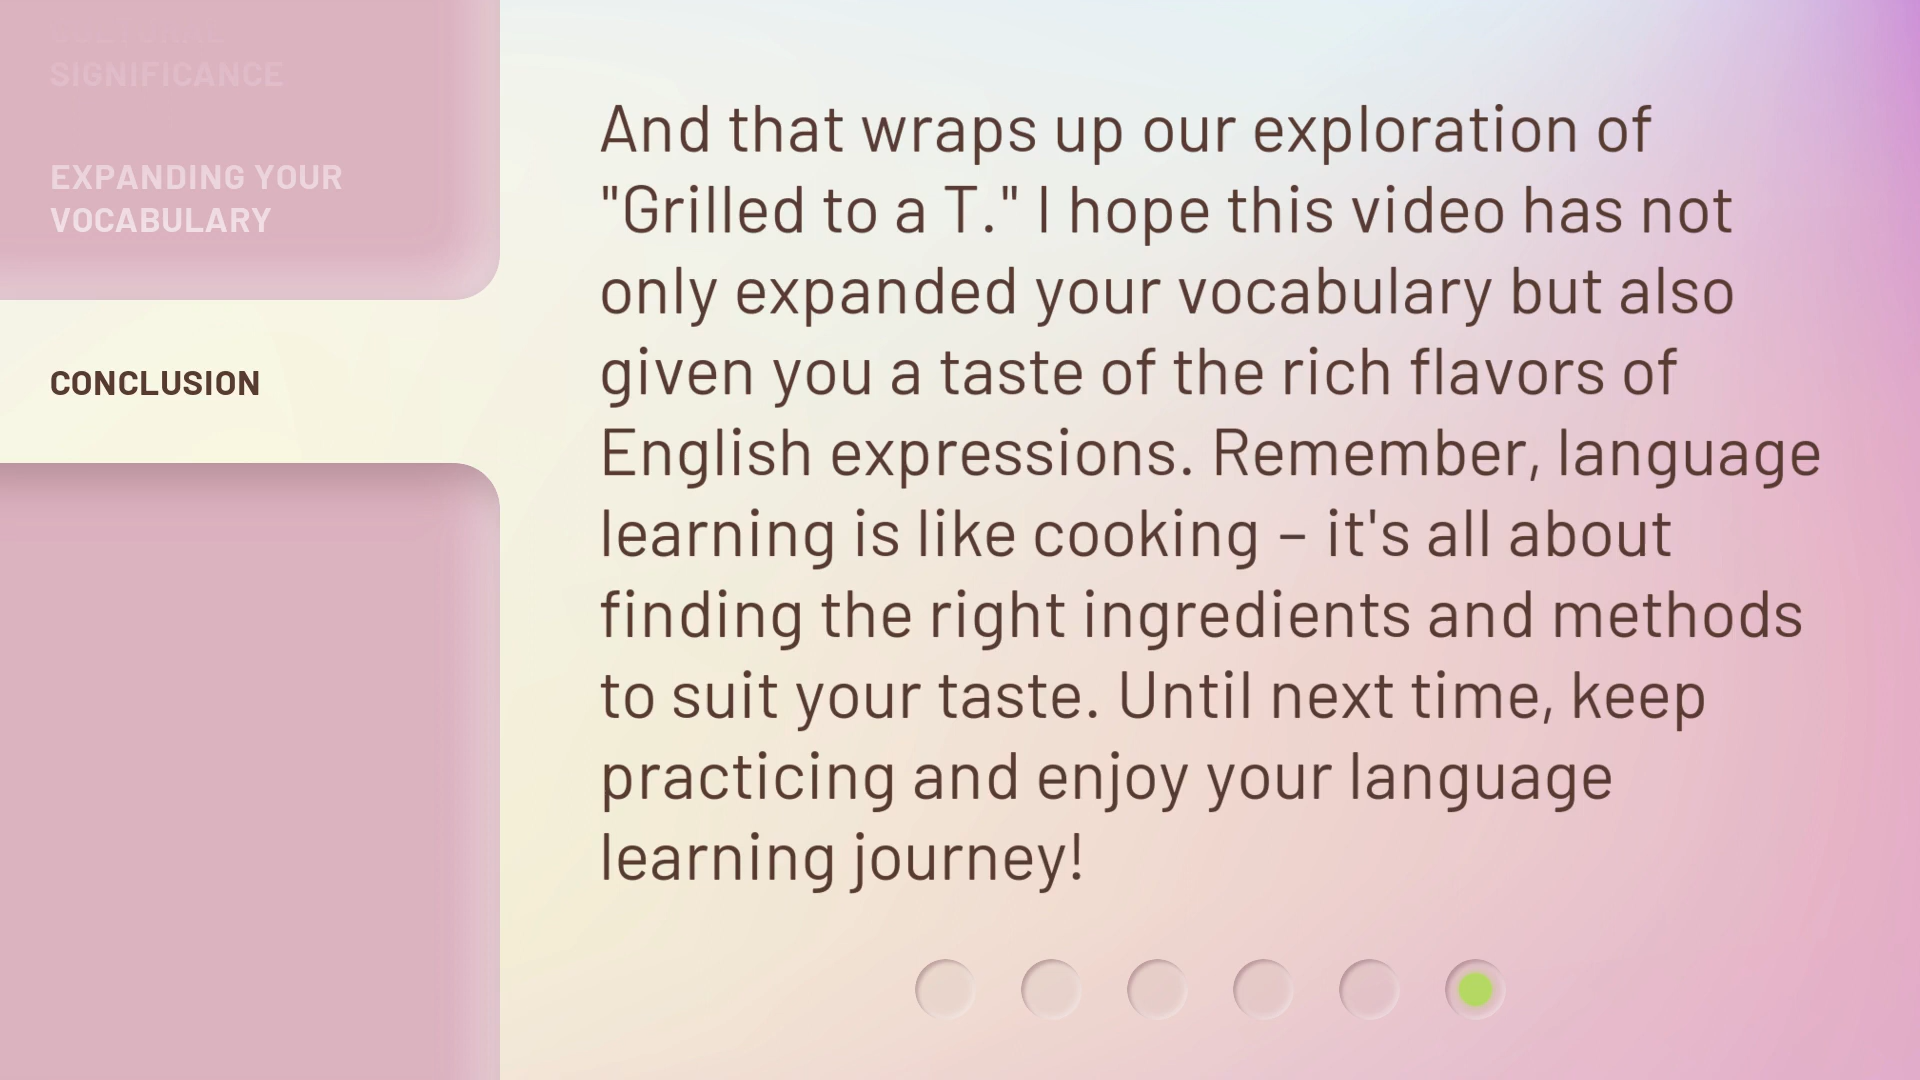 CULTURAL
SIGNIFICANCE
EXPANDING YOUR
VOCABULARY
CONCLUSION
And that wraps up our exploration of
"Grilled to a T." I hope this video has not
only expanded your vocabulary but also
given you a taste of the rich flavors of
English expressions. Remember, language
learning is like cooking – it's all about
finding the right ingredients and methods
to suit your taste. Until next time, keep
practicing and enjoy your language
learning journey!